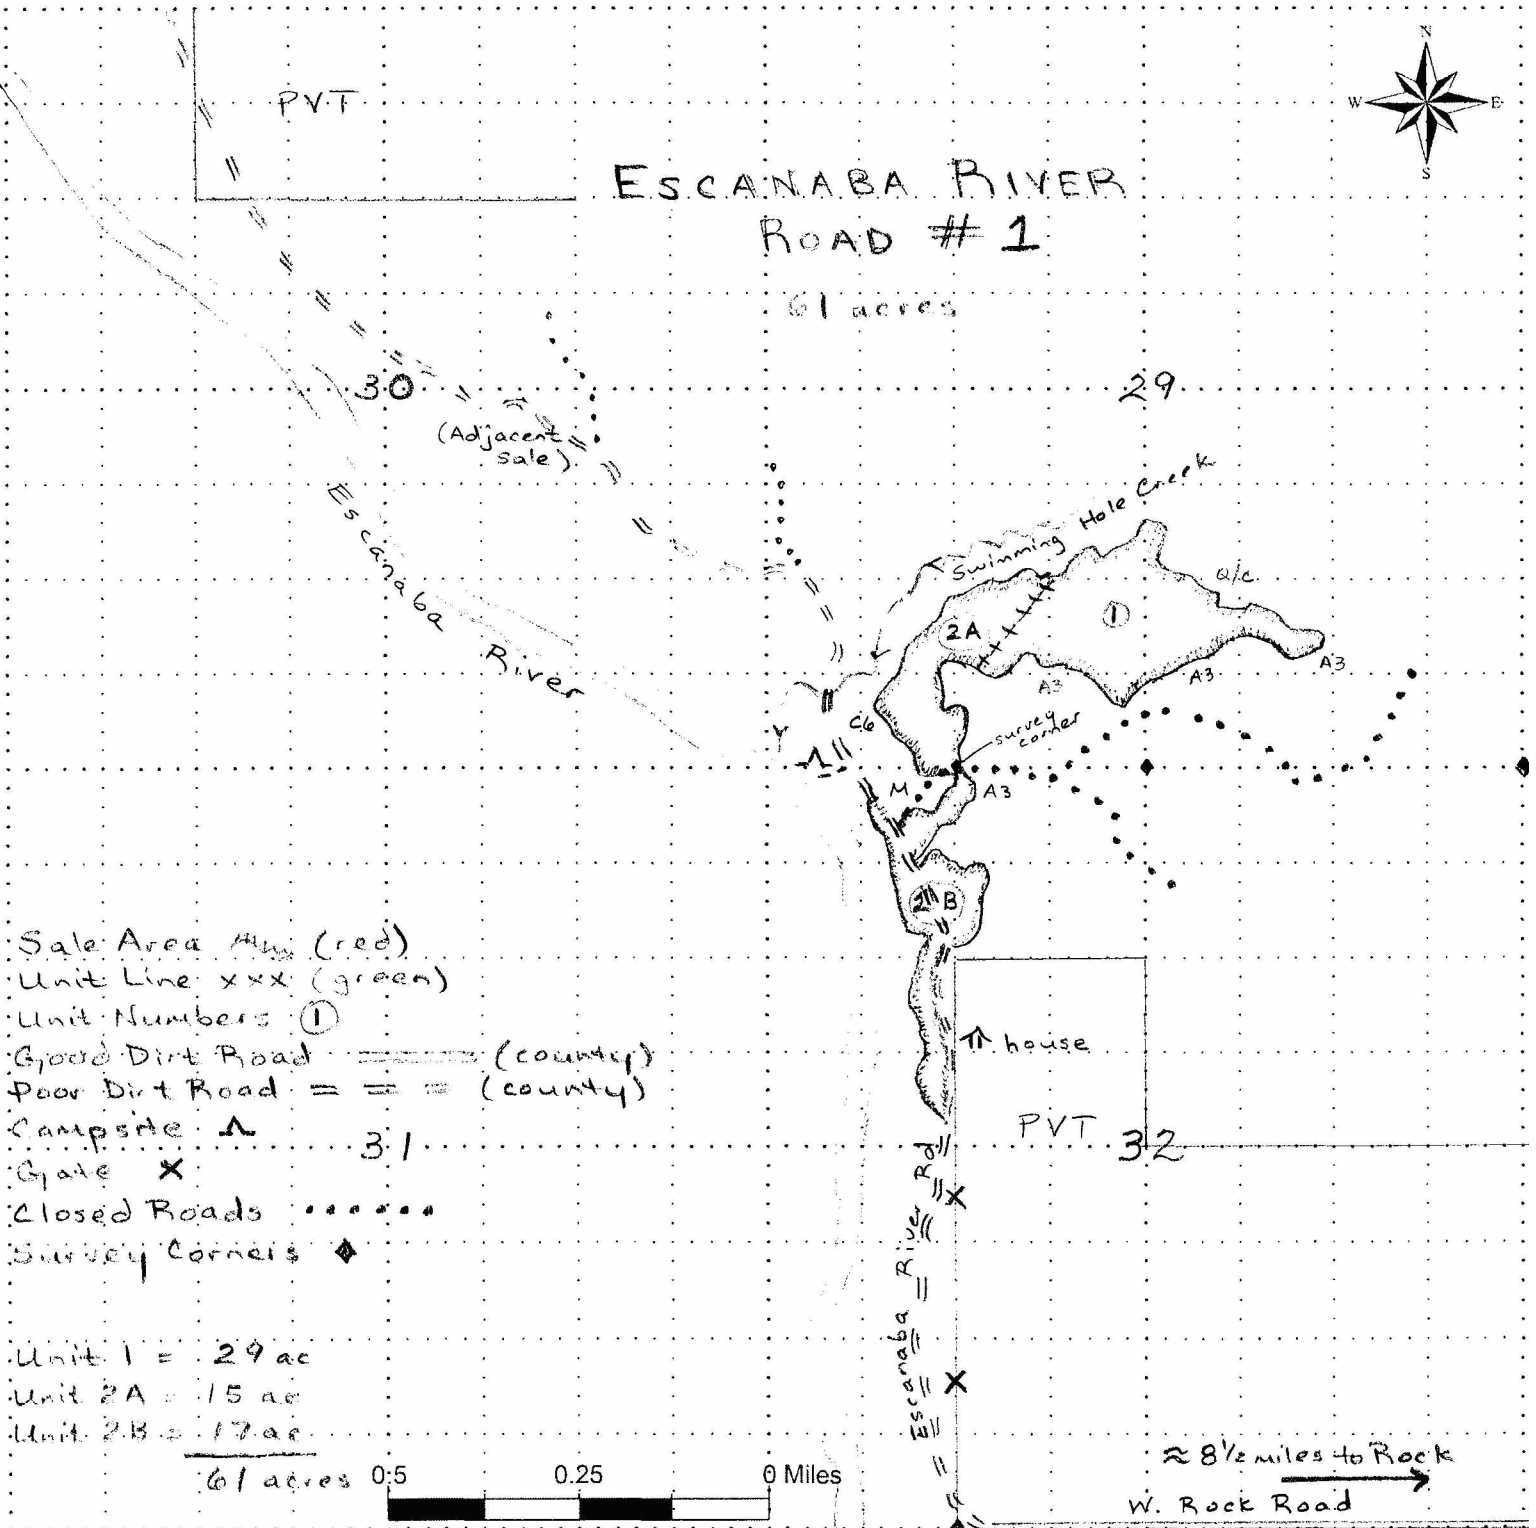 N
W E
S
PVT
ESCANABA RIVER
ROAD # 1
61 acres
30
29
(Adjacent
sale)
Escanaba River
Swimming Hole Creek
Q/C
1
2A
A3
A3
A3
C6
survey
corner
M
A3
2 B
house
PVT
32
31
Sale Area (red)
Unit Line xxx (green)
Unit Numbers 1
Good Dirt Road (county)
Poor Dirt Road = = = (county)
Campsite
Gate X
Closed Roads
Survey Corners
Escanaba River Rd
Unit 1 = 29 ac
Unit 2A = 15 ac
Unit 2B = 17 ac
61 acres
0.5 0.25 0 Miles
≈ 8 1/2 miles to Rock
W. Rock Road